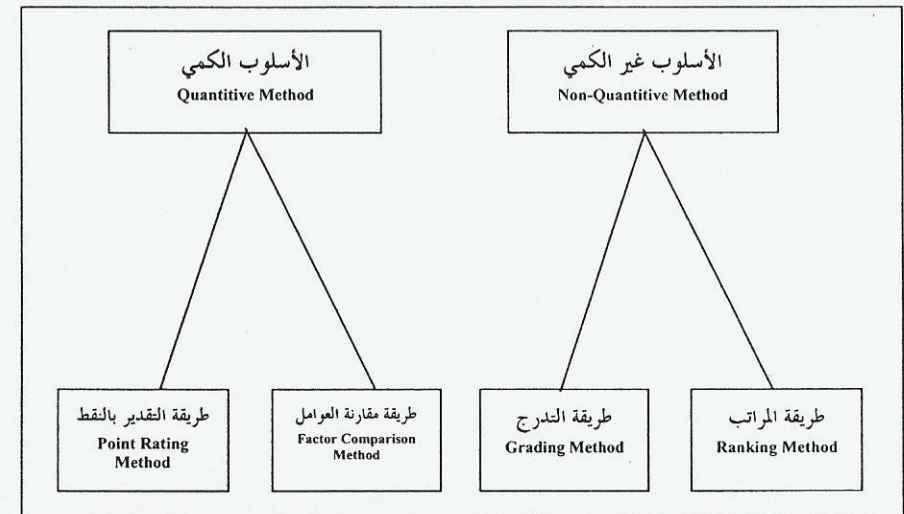 الأسلوب غير الكمي
Non-Quantitive Method
الأسلوب الكمي
Quantitive Method
طريقة المراتب
Ranking Method
طريقة التدرج
Grading Method
طريقة مقارنة العوامل
Factor Comparison
Method
طريقة التقدير بالنقط
Point Rating
Method